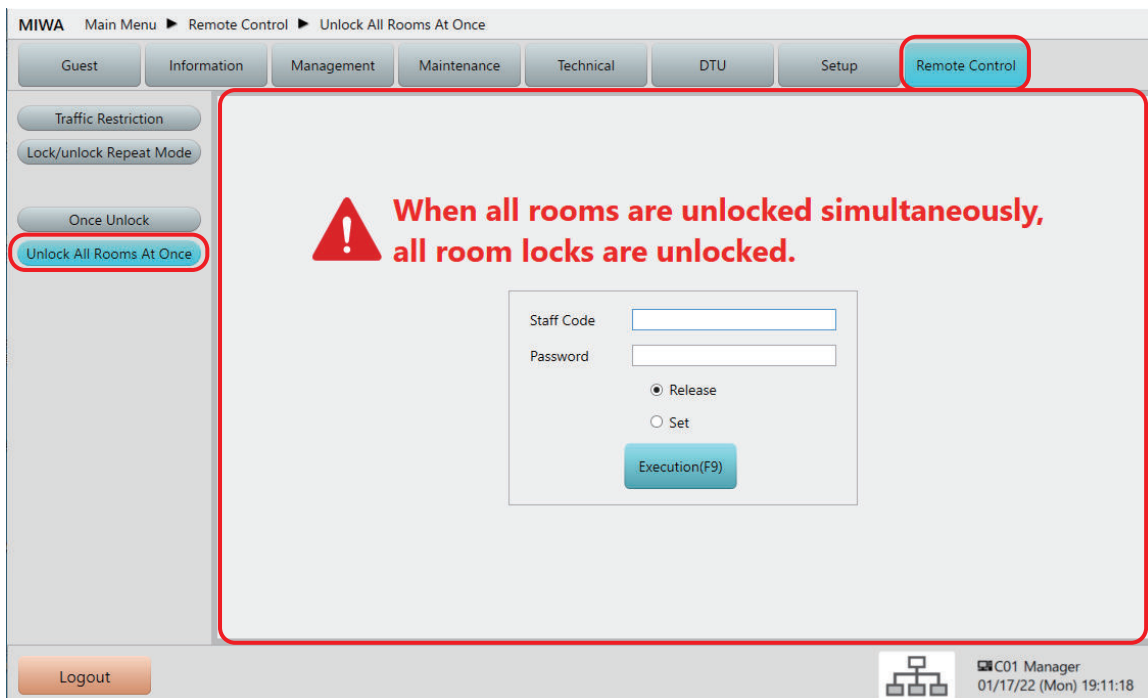 MIWA Main Menu ▶ Remote Control ▶ Unlock All Rooms At Once
Guest Information Management Maintenance Technical DTU Setup Remote Control
Traffic Restriction
Lock/unlock Repeat Mode
Once Unlock
Unlock All Rooms At Once
When all rooms are unlocked simultaneously,
all room locks are unlocked.
Staff Code
Password
Release
Set
Execution(F9)
Logout
C01 Manager
01/17/22 (Mon) 19:11:18